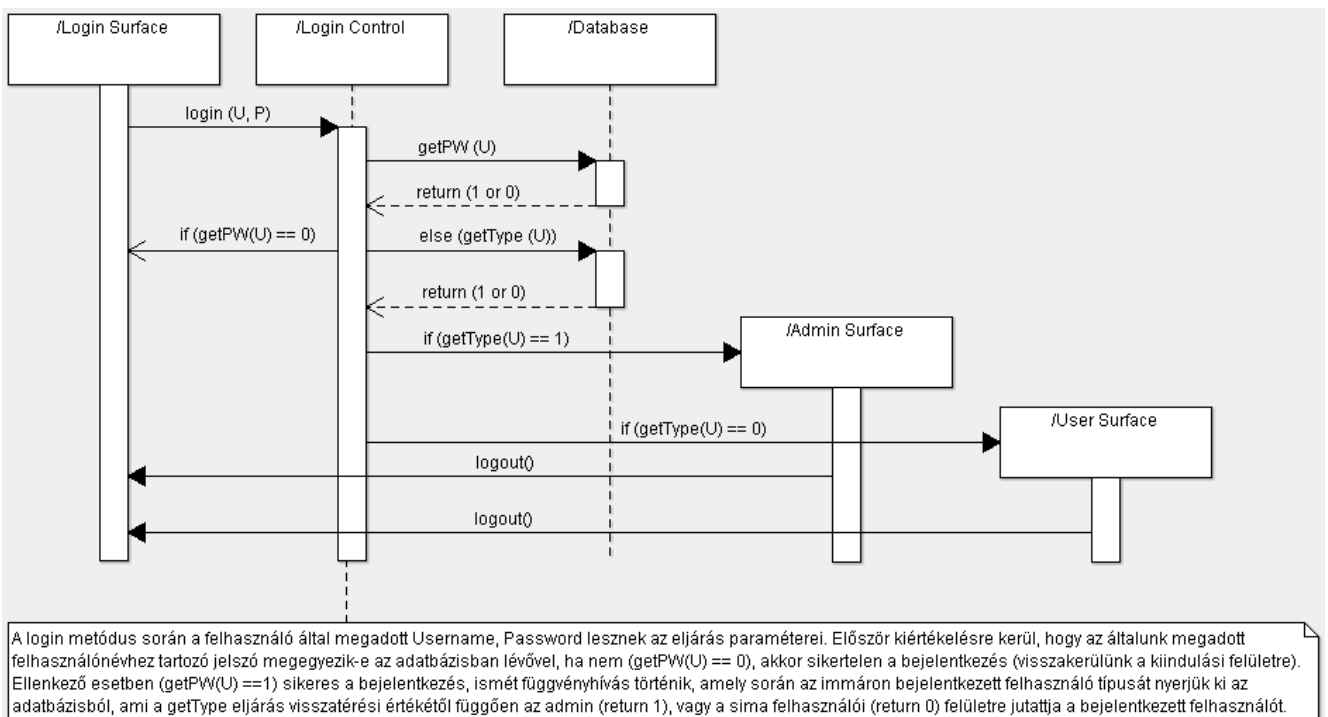 /Login Surface
/Login Control
/Database
login (U, P)
getPW (U)
return (1 or 0)
if (getPW(U) == 0)
else (getType (U))
return (1 or 0)
/Admin Surface
if (getType(U) == 1)
/User Surface
if (getType(U) == 0)
logout()
logout()
A login metódus során a felhasználó által megadott Username, Password lesznek az eljárás paraméterei. Először kiértékelésre kerül, hogy az általunk megadott
felhasználónévhez tartozó jelszó megegyezik-e az adatbázisban lévővel, ha nem (getPW(U) == 0), akkor sikertelen a bejelentkezés (visszakerülünk a kiindulási felületre).
Ellenkező esetben (getPW(U) ==1) sikeres a bejelentkezés, ismét függvényhívás történik, amely során az immáron bejelentkezett felhasználó típusát nyerjük ki az
adatbázisból, ami a getType eljárás visszatérési értékétől függően az admin (return 1), vagy a sima felhasználói (return 0) felületre jutattja a bejelentkezett felhasználót.